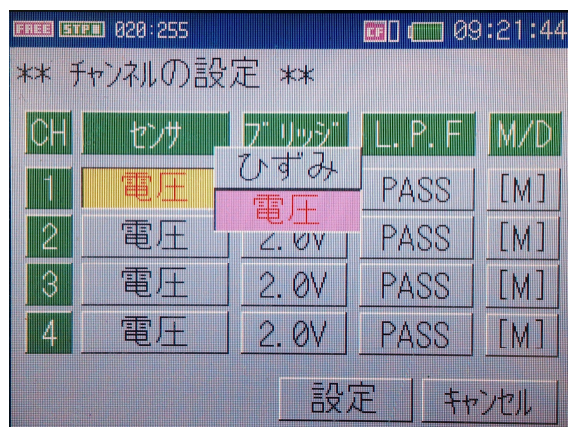 FREE STPM 020:255 CF 09:21:44
** チャンネルの設定 **
CH センサ ブリッジ L.P.F M/D
ひずみ
1 電圧 電圧 PASS [M]
2 電圧 2.0V PASS [M]
3 電圧 2.0V PASS [M]
4 電圧 2.0V PASS [M]
設定 キャンセル